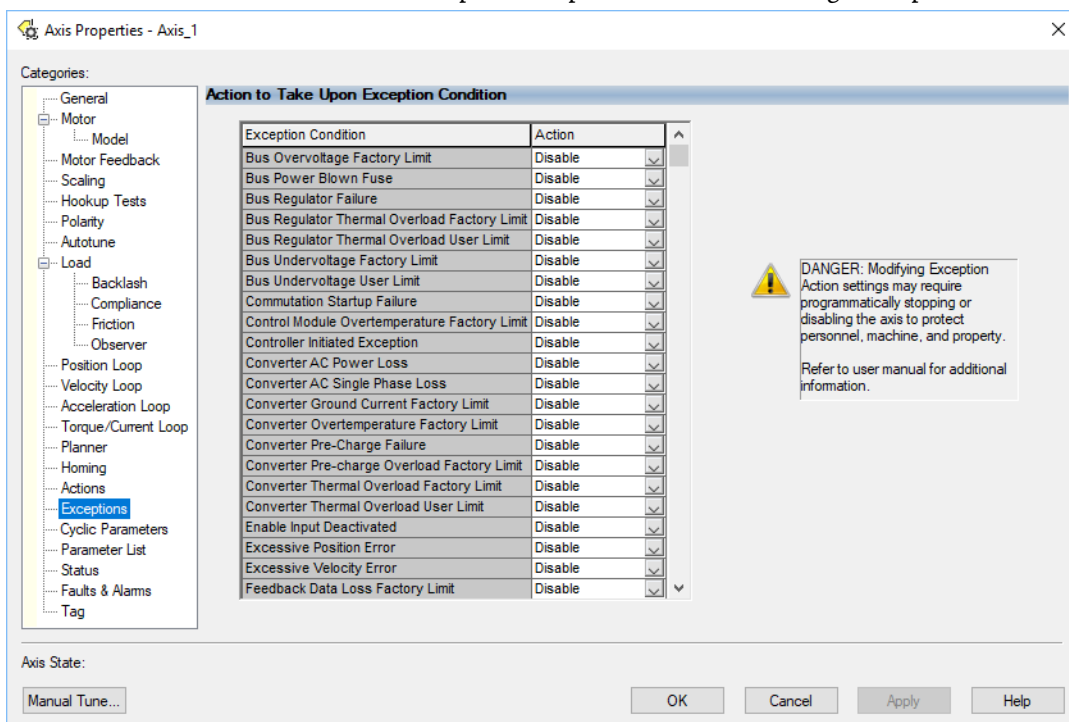 Axis Properties - Axis_1
Categories:
General
Motor
Model
Motor Feedback
Scaling
Hookup Tests
Polarity
Autotune
Load
Backlash
Compliance
Friction
Observer
Position Loop
Velocity Loop
Acceleration Loop
Torque/Current Loop
Planner
Homing
Actions
Exceptions
Cyclic Parameters
Parameter List
Status
Faults & Alarms
Tag
Action to Take Upon Exception Condition
Exception Condition Action
Bus Overvoltage Factory Limit Disable
Bus Power Blown Fuse Disable
Bus Regulator Failure Disable
Bus Regulator Thermal Overload Factory Limit Disable
Bus Regulator Thermal Overload User Limit Disable
Bus Undervoltage Factory Limit Disable
Bus Undervoltage User Limit Disable
Commutation Startup Failure Disable
Control Module Overtemperature Factory Limit Disable
Controller Initiated Exception Disable
Converter AC Power Loss Disable
Converter AC Single Phase Loss Disable
Converter Ground Current Factory Limit Disable
Converter Overtemperature Factory Limit Disable
Converter Pre-Charge Failure Disable
Converter Pre-charge Overload Factory Limit Disable
Converter Thermal Overload Factory Limit Disable
Converter Thermal Overload User Limit Disable
Enable Input Deactivated Disable
Excessive Position Error Disable
Excessive Velocity Error Disable
Feedback Data Loss Factory Limit Disable
DANGER: Modifying Exception
Action settings may require
programmatically stopping or
disabling the axis to protect
personnel, machine, and property.
Refer to user manual for additional
information.
Axis State:
Manual Tune... OK Cancel Apply Help